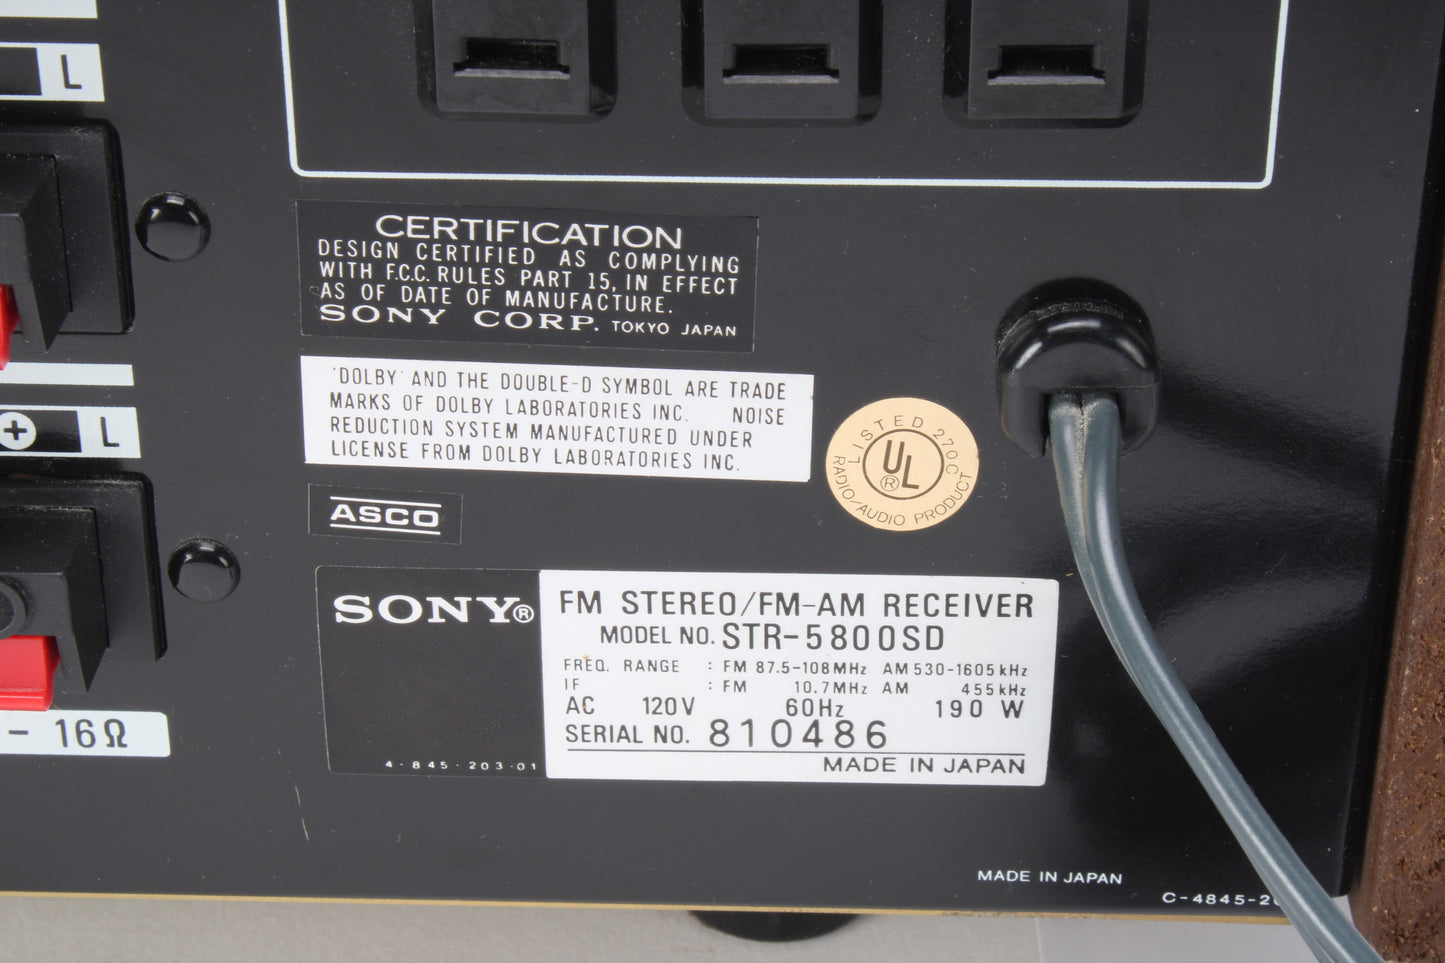 L
CERTIFICATION
DESIGN CERTIFIED AS COMPLYING
WITH F.C.C. RULES PART 15, IN EFFECT
AS OF DATE OF MANUFACTURE.
SONY CORP. TOKYO JAPAN
'DOLBY' AND THE DOUBLE-D SYMBOL ARE TRADE
MARKS OF DOLBY LABORATORIES INC. NOISE
REDUCTION SYSTEM MANUFACTURED UNDER
LICENSE FROM DOLBY LABORATORIES INC.
+ L
LISTED 270C
UL®
RADIO/AUDIO PRODUCT
ASCO
SONY®
4-845-203-01
FM STEREO/FM-AM RECEIVER
MODEL NO. STR-5800SD
FREQ. RANGE : FM 87.5-108MHz AM 530-1605kHz
IF : FM 10.7MHz AM 455kHz
AC 120V 60Hz 190 W
SERIAL NO. 810486
MADE IN JAPAN
- 16Ω
MADE IN JAPAN
C-4845-2